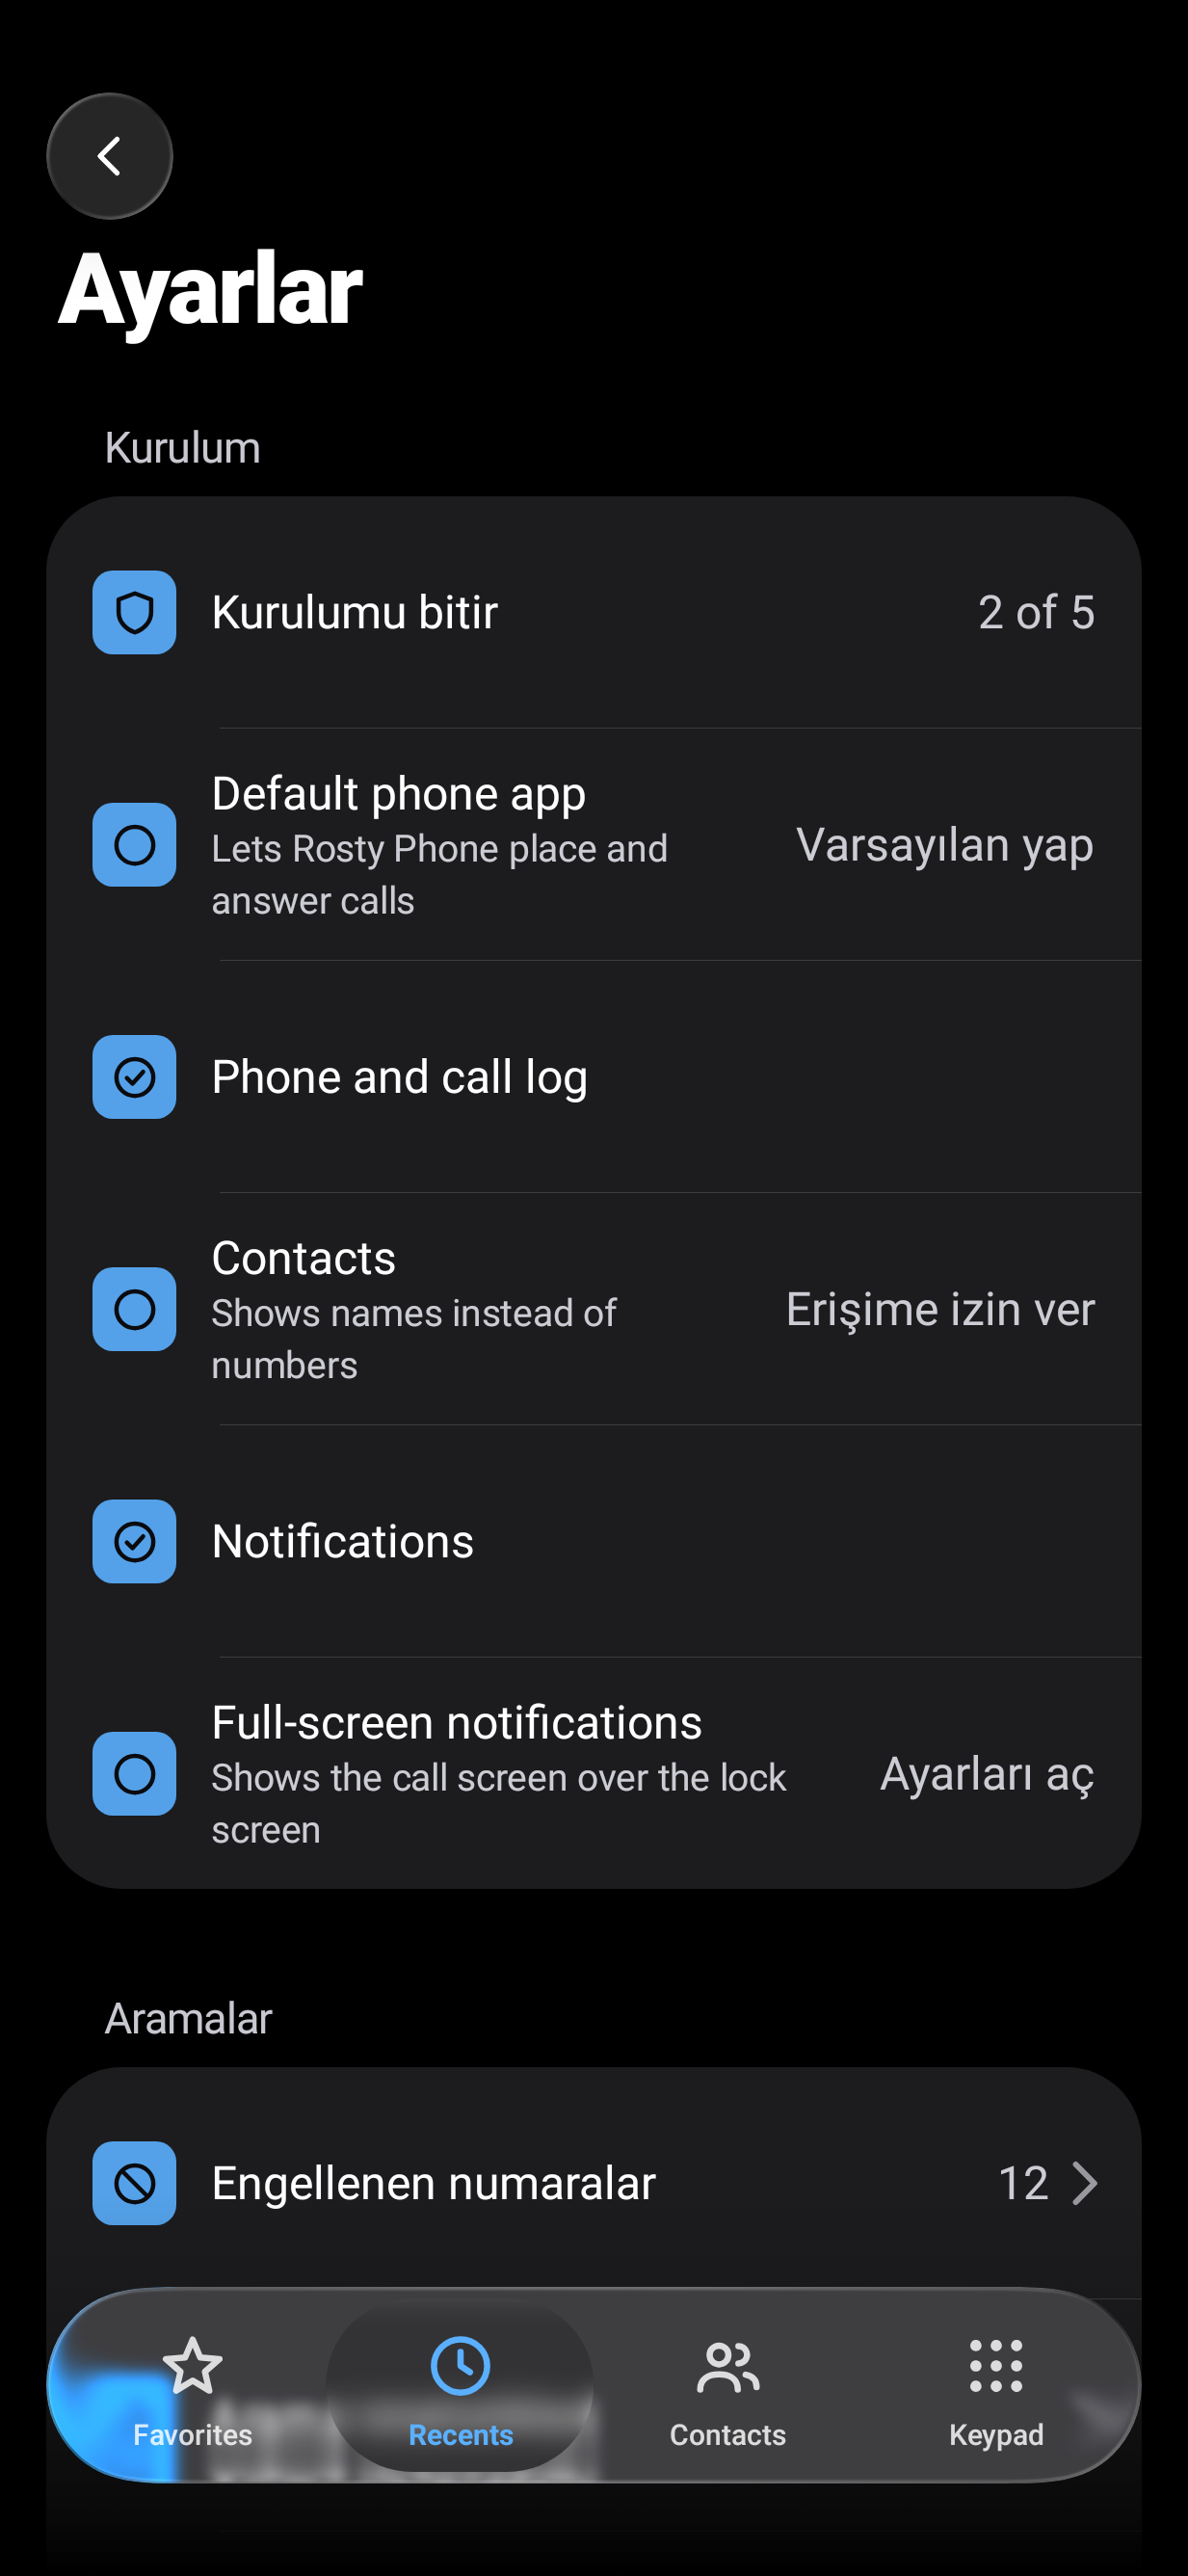 Ayarlar
Kurulum
Kurulumu bitir
2 of 5
Default phone app
Lets Rosty Phone place and
answer calls
Varsayılan yap
Phone and call log
Contacts
Shows names instead of
numbers
Erişime izin ver
Notifications
Full-screen notifications
Shows the call screen over the lock
screen
Ayarları aç
Aramalar
Engellenen numaralar
12
Favorites
Recents
Contacts
Keypad